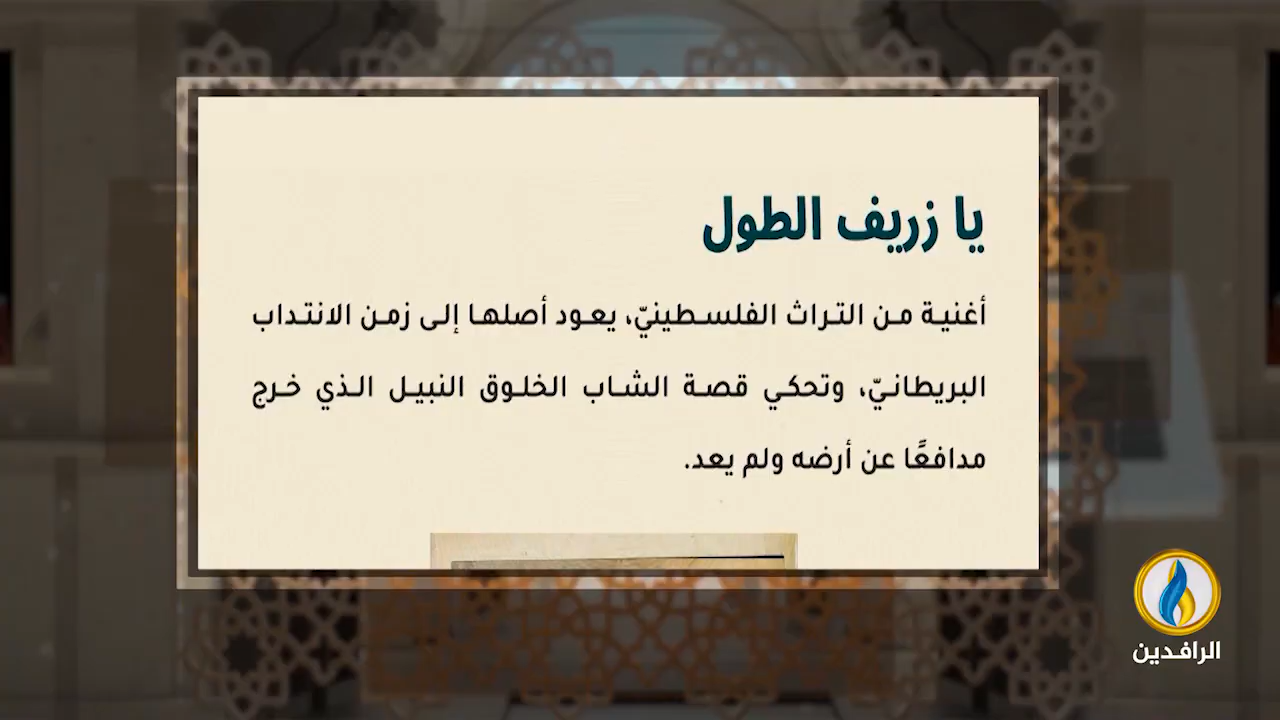 يا زريف الطول
أغنية من التراث الفلسطينيّ، يعود أصلها إلى زمن الانتداب
البريطانيّ، وتحكي قصة الشاب الخلوق النبيل الذي خرج
مدافعًا عن أرضه ولم يعد.
الرافدين